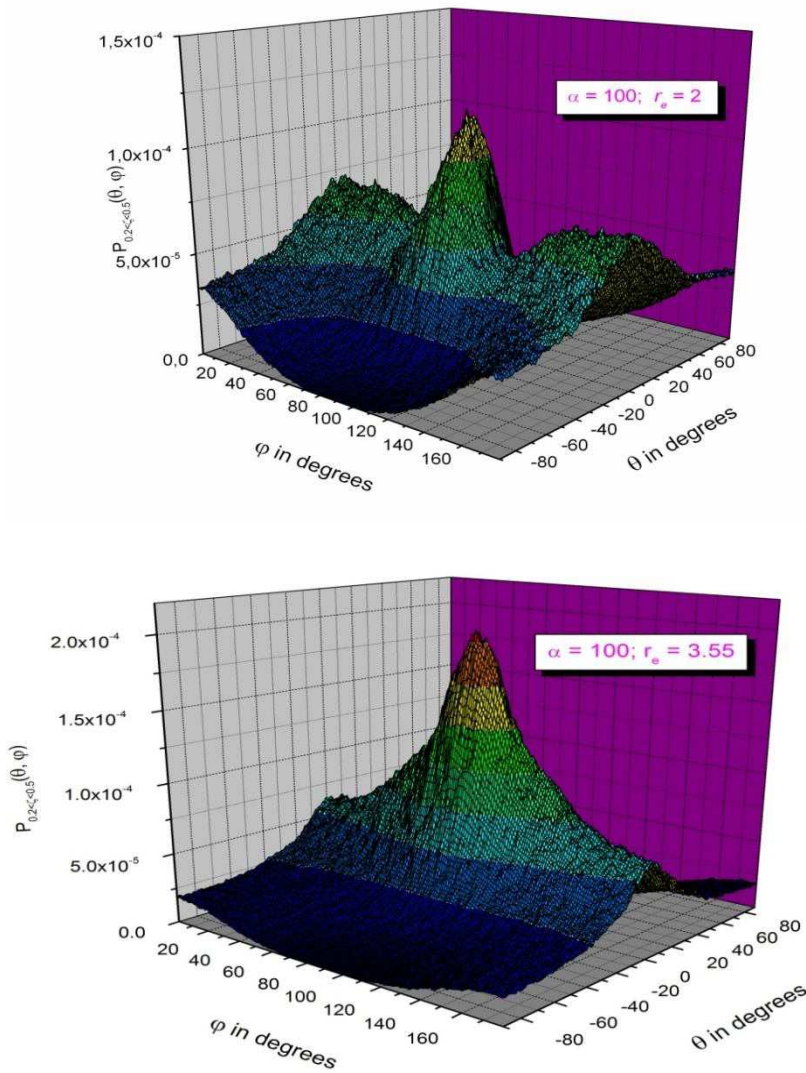 1,5x10⁻⁴
α = 100; rₑ = 2
1,0x10⁻⁴
P₀.₂<ζ<₀.₅(θ, φ)
5,0x10⁻⁵
0,0
20 40 60 80 100 120 140 160
φ in degrees
-80 -60 -40 -20 0 20 40 60 80
θ in degrees
2.0x10⁻⁴
α = 100; rₑ = 3.55
1.5x10⁻⁴
P₀.₂<ζ<₀.₅(θ, φ)
1.0x10⁻⁴
5.0x10⁻⁵
0.0
20 40 60 80 100 120 140 160
φ in degrees
-80 -60 -40 -20 0 20 40 60 80
θ in degrees